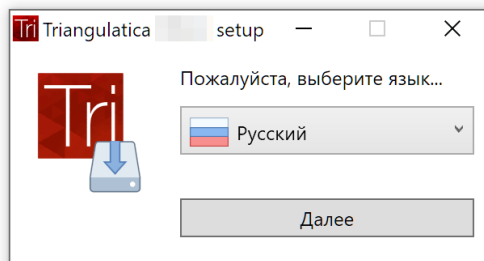 Tri Triangulatica setup
Пожалуйста, выберите язык...
Tri
Русский
Далее